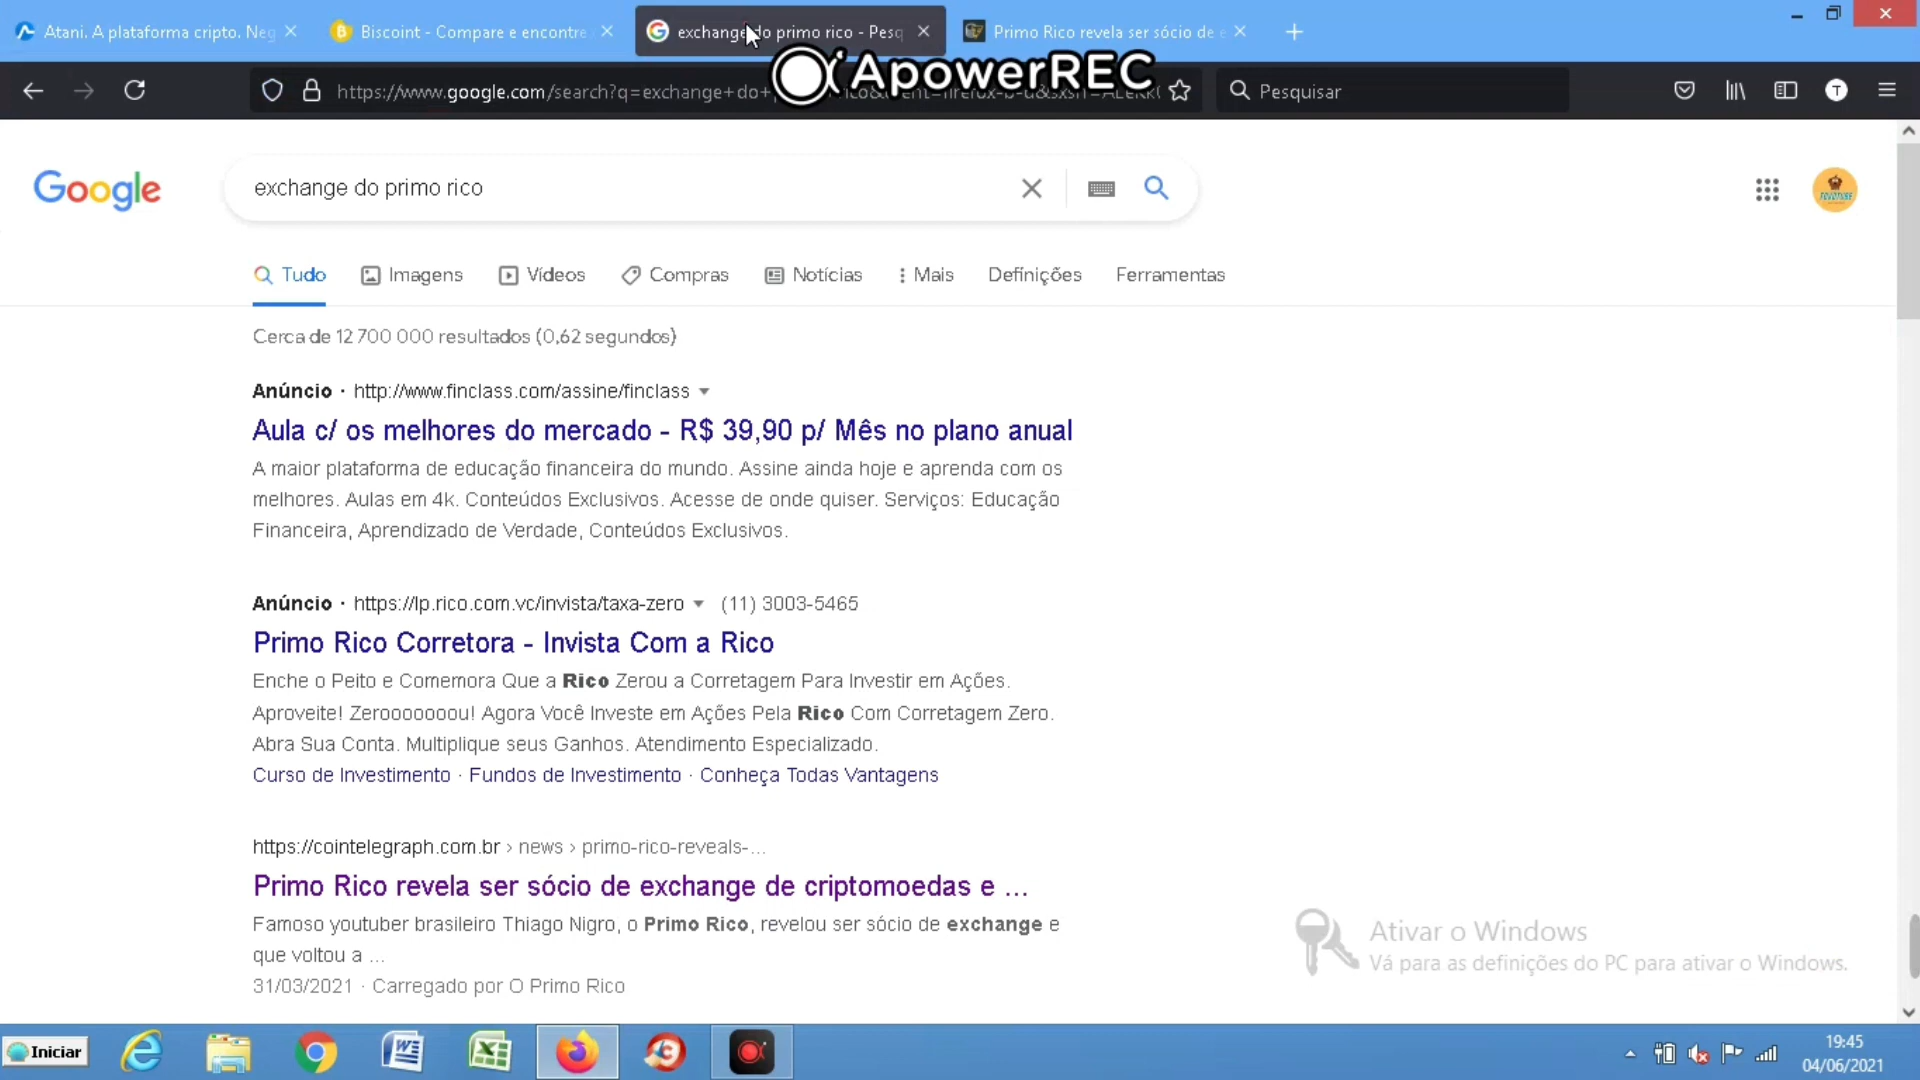 Atani. A plataforma cripto. Neg
Biscoint - Compare e encontre
exchange do primo rico - Pesq
Primo Rico revela ser sócio de e
ApowerREC
https://www.google.com/search?q=exchange+do+
Pesquisar
T
Google
exchange do primo rico
Tudo
Imagens
Vídeos
Compras
Notícias
Mais
Definições
Ferramentas
Cerca de 12 700 000 resultados (0,62 segundos)
Anúncio · http://www.finclass.com/assine/finclass
Aula c/ os melhores do mercado - R$ 39,90 p/ Mês no plano anual
A maior plataforma de educação financeira do mundo. Assine ainda hoje e aprenda com os
melhores. Aulas em 4k. Conteúdos Exclusivos. Acesse de onde quiser. Serviços: Educação
Financeira, Aprendizado de Verdade, Conteúdos Exclusivos.
Anúncio · https://lp.rico.com.vc/invista/taxa-zero (11) 3003-5465
Primo Rico Corretora - Invista Com a Rico
Enche o Peito e Comemora Que a Rico Zerou a Corretagem Para Investir em Ações.
Aproveite! Zerooooooou! Agora Você Investe em Ações Pela Rico Com Corretagem Zero.
Abra Sua Conta. Multiplique seus Ganhos. Atendimento Especializado.
Curso de Investimento · Fundos de Investimento · Conheça Todas Vantagens
https://cointelegraph.com.br › news › primo-rico-reveals-...
Primo Rico revela ser sócio de exchange de criptomoedas e ...
Famoso youtuber brasileiro Thiago Nigro, o Primo Rico, revelou ser sócio de exchange e
que voltou a ...
31/03/2021 · Carregado por O Primo Rico
Ativar o Windows
Vá para as definições do PC para ativar o Windows.
Iniciar
19:45
04/06/2021